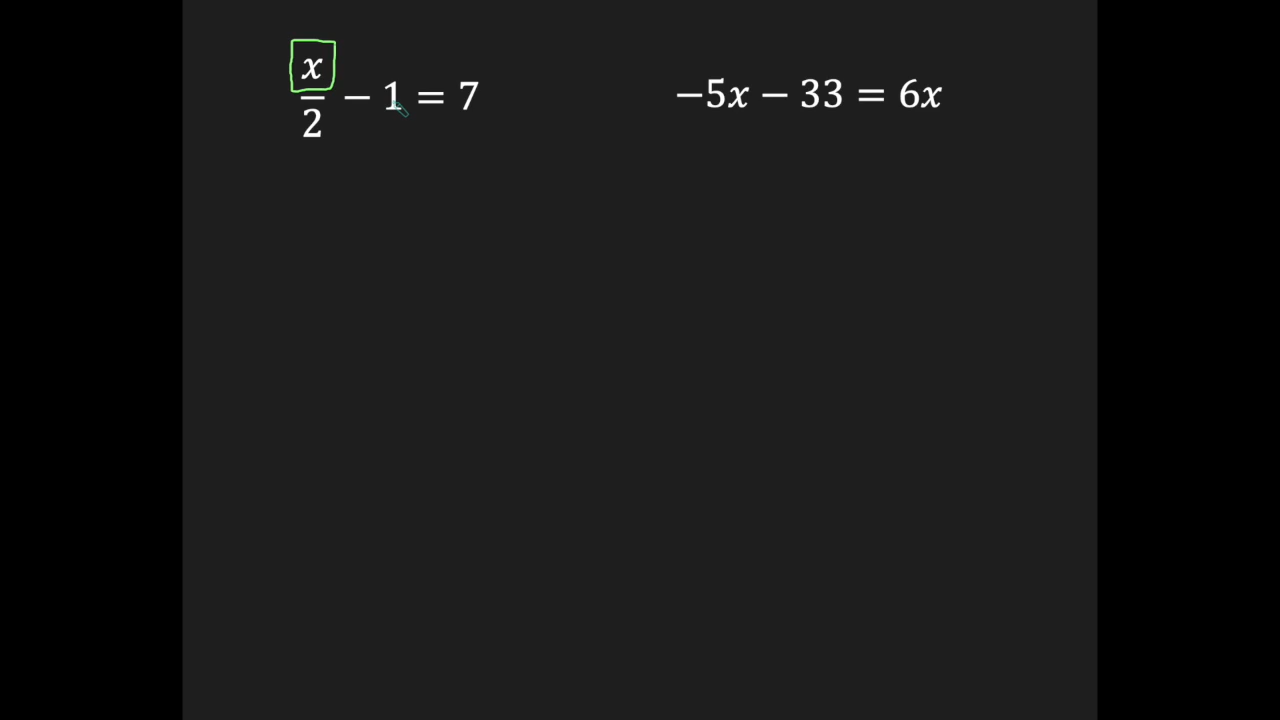 x/2 − 1 = 7
−5x − 33 = 6x